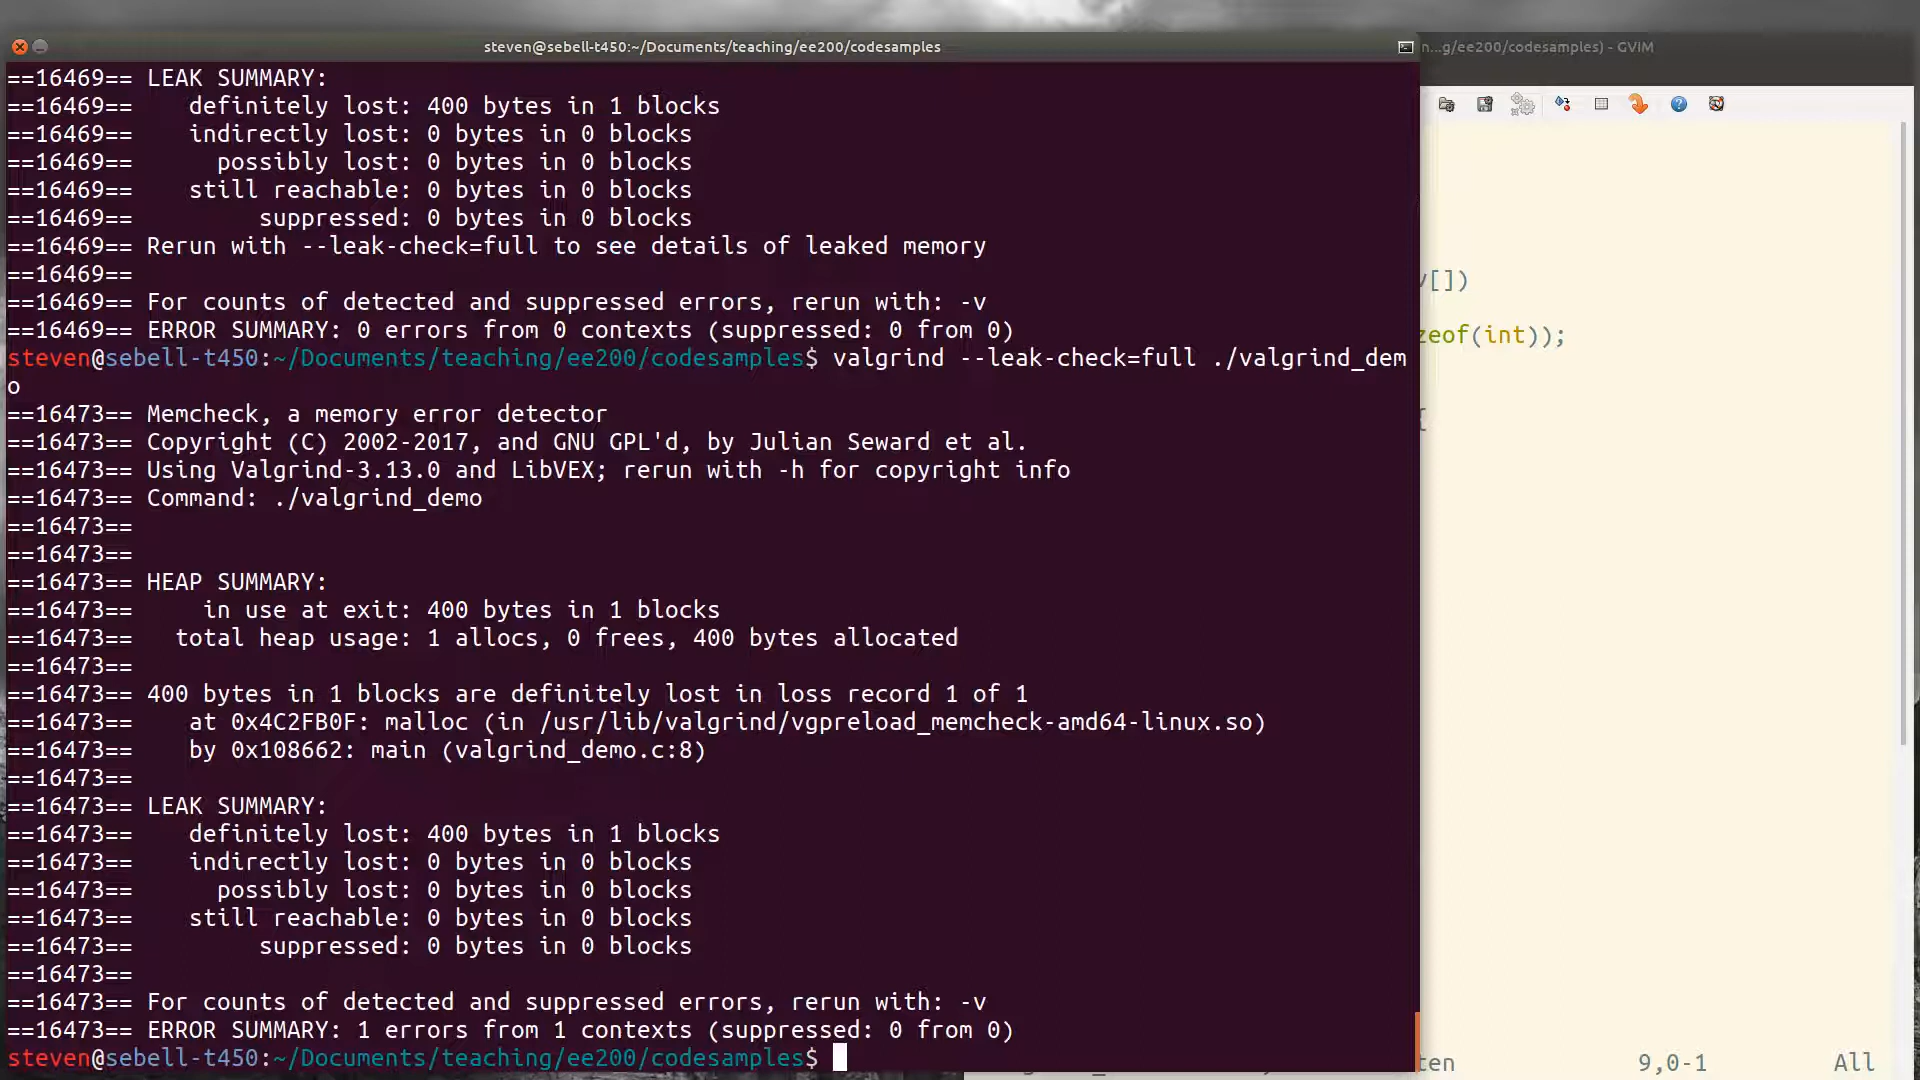 steven@sebell-t450:~/Documents/teaching/ee200/codesamples
n...g/ee200/codesamples) - GVIM
==16469== LEAK SUMMARY:
==16469==    definitely lost: 400 bytes in 1 blocks
==16469==    indirectly lost: 0 bytes in 0 blocks
==16469==      possibly lost: 0 bytes in 0 blocks
==16469==    still reachable: 0 bytes in 0 blocks
==16469==         suppressed: 0 bytes in 0 blocks
==16469== Rerun with --leak-check=full to see details of leaked memory
==16469==
==16469== For counts of detected and suppressed errors, rerun with: -v
==16469== ERROR SUMMARY: 0 errors from 0 contexts (suppressed: 0 from 0)
steven@sebell-t450:~/Documents/teaching/ee200/codesamples$ valgrind --leak-check=full ./valgrind_dem
o
==16473== Memcheck, a memory error detector
==16473== Copyright (C) 2002-2017, and GNU GPL'd, by Julian Seward et al.
==16473== Using Valgrind-3.13.0 and LibVEX; rerun with -h for copyright info
==16473== Command: ./valgrind_demo
==16473==
==16473==
==16473== HEAP SUMMARY:
==16473==     in use at exit: 400 bytes in 1 blocks
==16473==   total heap usage: 1 allocs, 0 frees, 400 bytes allocated
==16473==
==16473== 400 bytes in 1 blocks are definitely lost in loss record 1 of 1
==16473==    at 0x4C2FB0F: malloc (in /usr/lib/valgrind/vgpreload_memcheck-amd64-linux.so)
==16473==    by 0x108662: main (valgrind_demo.c:8)
==16473==
==16473== LEAK SUMMARY:
==16473==    definitely lost: 400 bytes in 1 blocks
==16473==    indirectly lost: 0 bytes in 0 blocks
==16473==      possibly lost: 0 bytes in 0 blocks
==16473==    still reachable: 0 bytes in 0 blocks
==16473==         suppressed: 0 bytes in 0 blocks
==16473==
==16473== For counts of detected and suppressed errors, rerun with: -v
==16473== ERROR SUMMARY: 1 errors from 1 contexts (suppressed: 0 from 0)
steven@sebell-t450:~/Documents/teaching/ee200/codesamples$
v[])
zeof(int));
ten 9,0-1 All